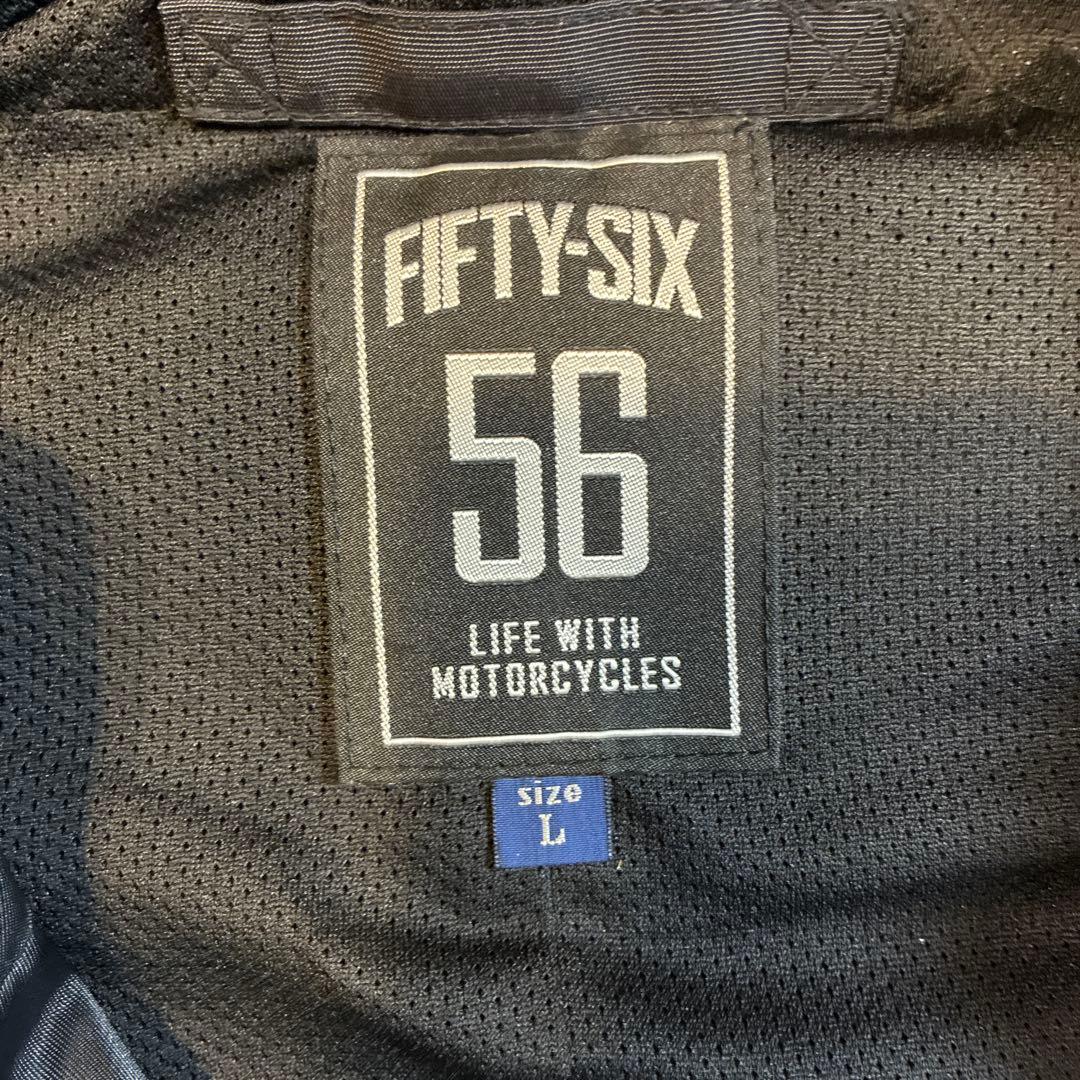 FIFTY-SIX
56
LIFE WITH
MOTORCYCLES
size
L